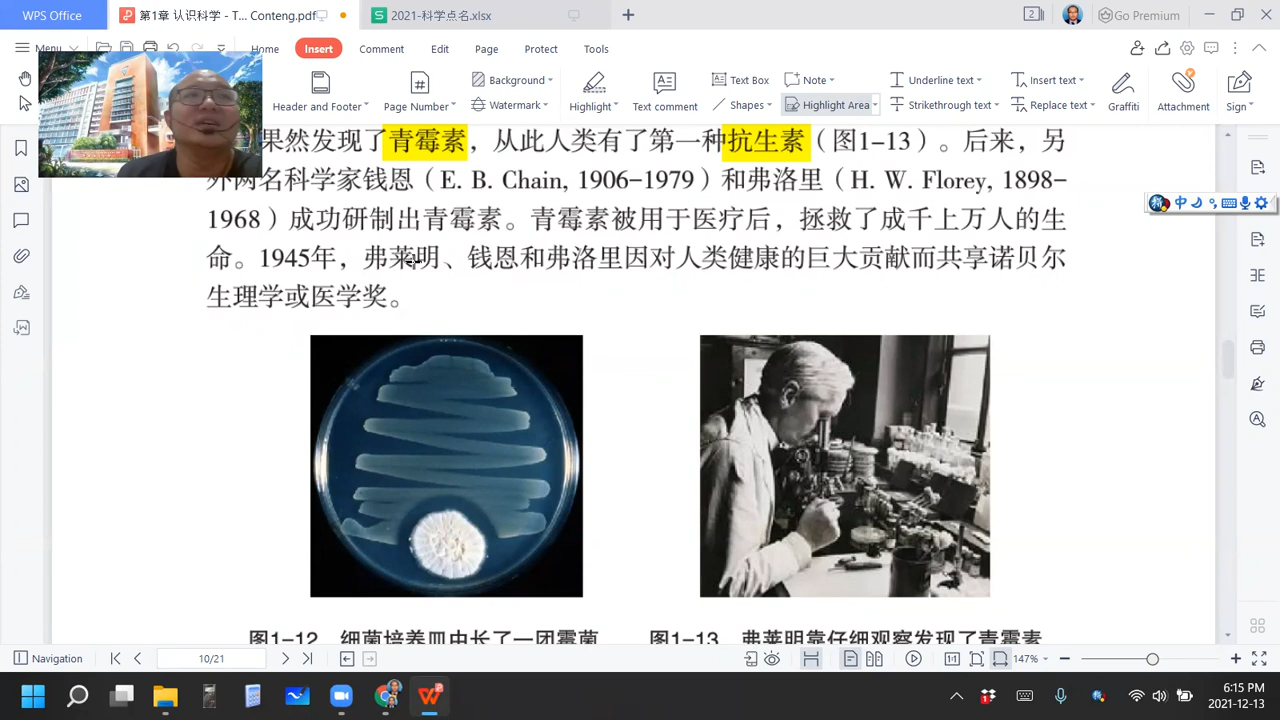 WPS Office
第1章 认识科学 - T... Conteng.pdf
2021-科学点名.xlsx
2
Go Premium
Menu
Home
Insert
Comment
Edit
Page
Protect
Tools
Header and Footer
Page Number
Background
Watermark
Highlight
Text comment
Text Box
Note
Highlight Area
Underline text
Strikethrough text
Insert text
Replace text
Graffiti
Attachment
Sign
果然发现了青霉素，从此人类有了第一种抗生素（图1-13）。后来，另
外两名科学家钱恩（E. B. Chain, 1906-1979）和弗洛里（H. W. Florey, 1898-
1968）成功研制出青霉素。青霉素被用于医疗后，拯救了成千上万人的生
命。1945年，弗莱明、钱恩和弗洛里因对人类健康的巨大贡献而共享诺贝尔
生理学或医学奖。
中
图1-12 细菌培养皿中长了一团霉菌
图1-13 弗莱明靠仔细观察发现了青霉素
Navigation
10/21
147%
6:15 PM
2021-12-13